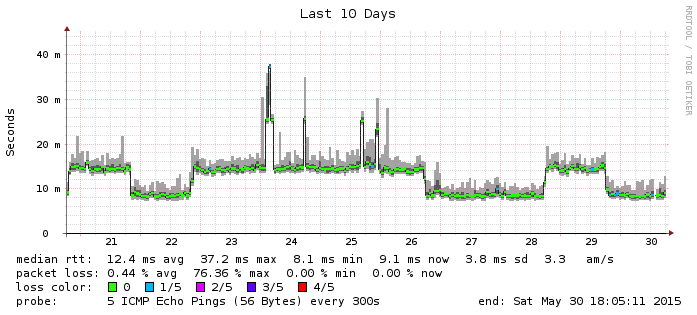 Last 10 Days
RRDTOOL / TOBI OETIKER
Seconds
40 m
30 m
20 m
10 m
0
21 22 23 24 25 26 27 28 29 30
median rtt: 12.4 ms avg 37.2 ms max 8.1 ms min 9.1 ms now 3.8 ms sd 3.3 am/s
packet loss: 0.44 % avg 76.36 % max 0.00 % min 0.00 % now
loss color: 0 1/5 2/5 3/5 4/5
probe: 5 ICMP Echo Pings (56 Bytes) every 300s end: Sat May 30 18:05:11 2015